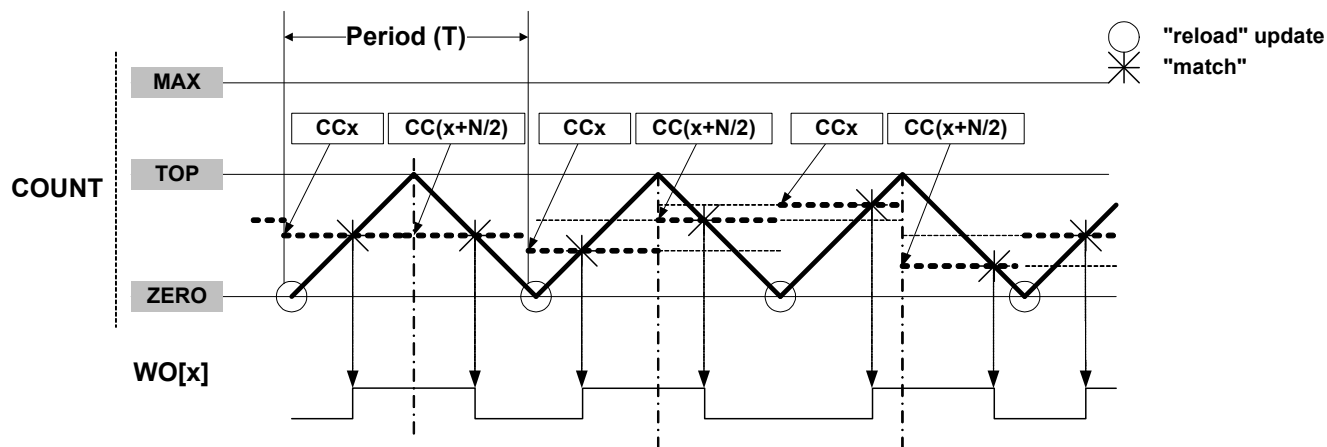 Period (T)
"reload" update
"match"
MAX
CCx
CC(x+N/2)
CCx
CC(x+N/2)
CCx
CC(x+N/2)
TOP
COUNT
ZERO
WO[x]